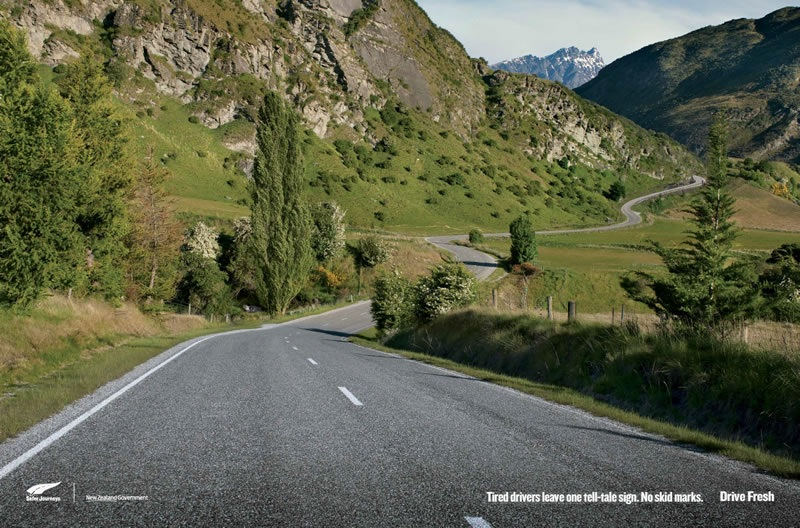 Safer Journeys
New Zealand Government
Tired drivers leave one tell-tale sign. No skid marks.
Drive Fresh